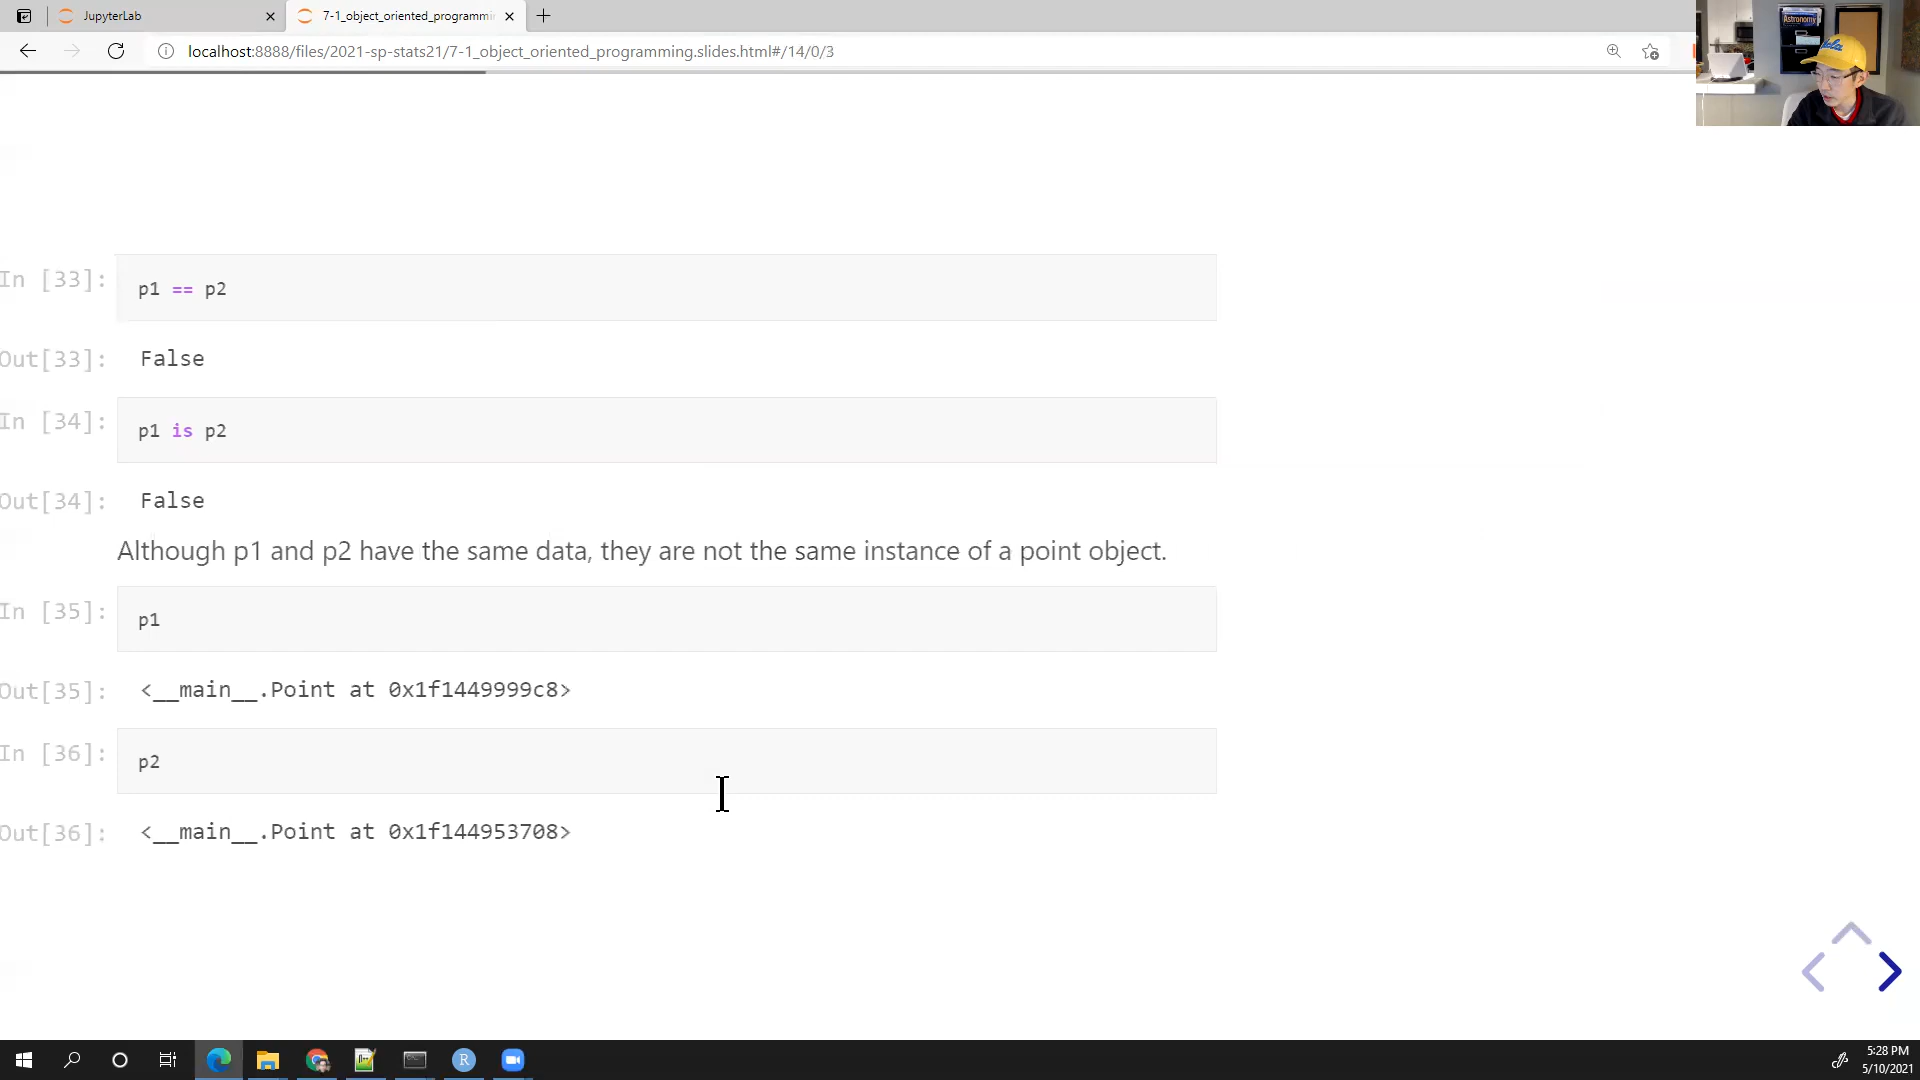 JupyterLab
7-1_object_oriented_programmin
localhost:8888/files/2021-sp-stats21/7-1_object_oriented_programming.slides.html#/14/0/3
Astronomy
In [33]:
p1 == p2
Out[33]:
False
In [34]:
p1 is p2
Out[34]:
False
Although p1 and p2 have the same data, they are not the same instance of a point object.
In [35]:
p1
Out[35]:
<__main__.Point at 0x1f1449999c8>
In [36]:
p2
Out[36]:
<__main__.Point at 0x1f144953708>
R
5:28 PM
5/10/2021